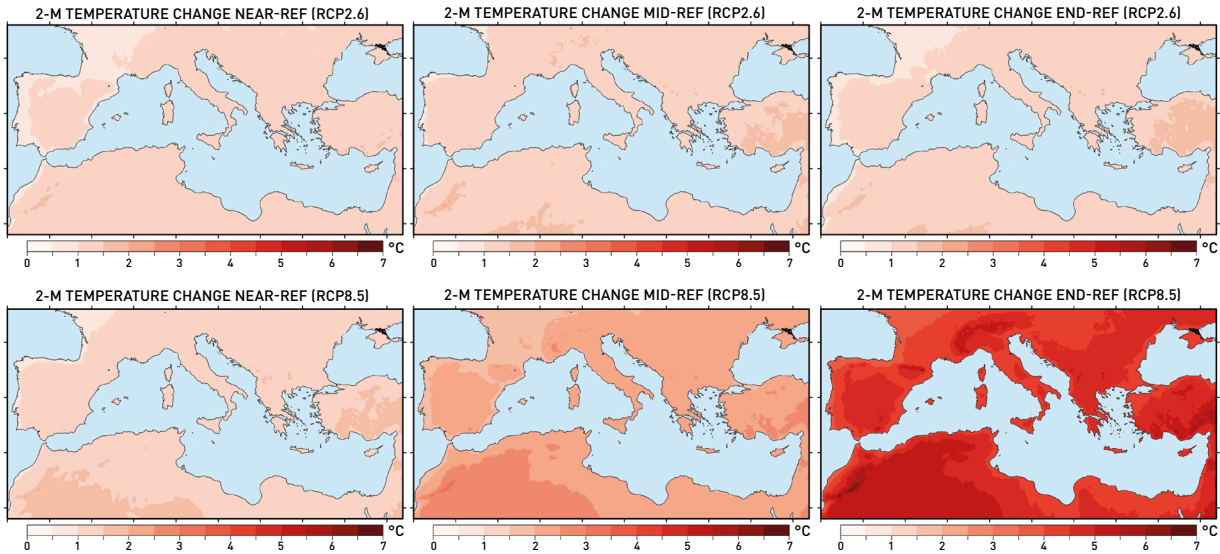 2-M TEMPERATURE CHANGE NEAR-REF (RCP2.6)
2-M TEMPERATURE CHANGE MID-REF (RCP2.6)
2-M TEMPERATURE CHANGE END-REF (RCP2.6)
°C
0 1 2 3 4 5 6 7
°C
0 1 2 3 4 5 6 7
°C
0 1 2 3 4 5 6 7
2-M TEMPERATURE CHANGE NEAR-REF (RCP8.5)
2-M TEMPERATURE CHANGE MID-REF (RCP8.5)
2-M TEMPERATURE CHANGE END-REF (RCP8.5)
°C
0 1 2 3 4 5 6 7
°C
0 1 2 3 4 5 6 7
°C
0 1 2 3 4 5 6 7